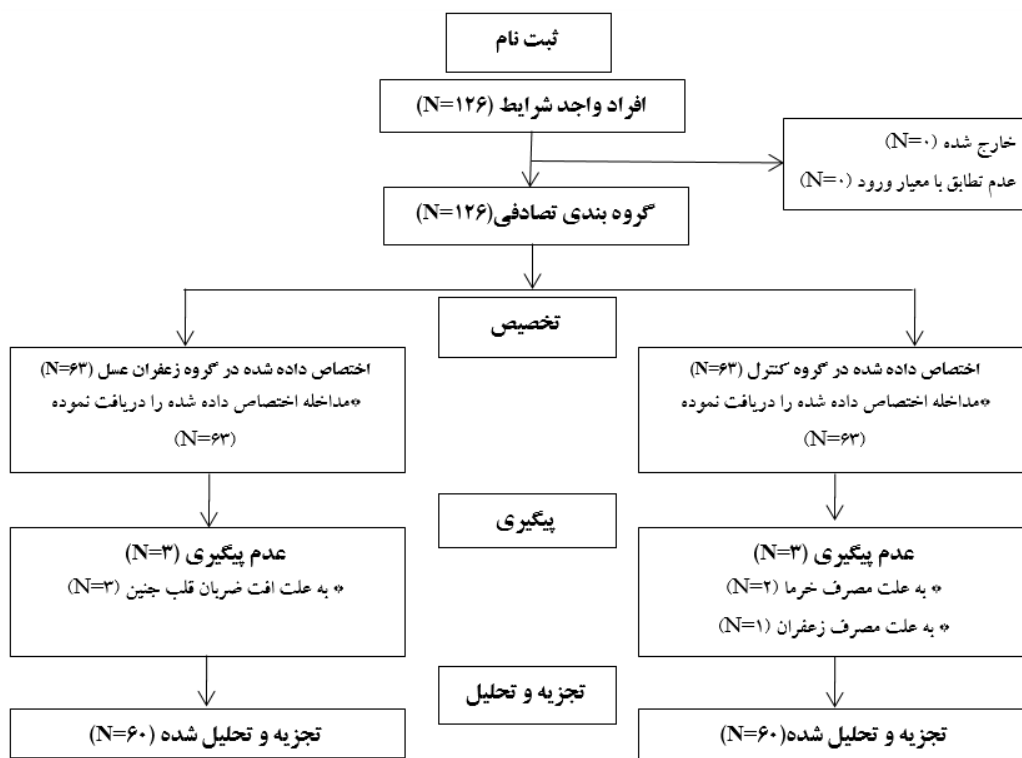 ثبت نام
افراد واجد شرایط (N=۱۲۶)
خارج شده (N=۰)
عدم تطابق با معیار ورود (N=۰)
گروه بندی تصادفی(N=۱۲۶)
تخصیص
اختصاص داده شده در گروه کنترل (N=۶۳)
*مداخله اختصاص داده شده را دریافت نموده
(N=۶۳)
اختصاص داده شده در گروه زعفران عسل (N=۶۳)
*مداخله اختصاص داده شده را دریافت نموده
(N=۶۳)
پیگیری
عدم پیگیری (N=۳)
* به علت مصرف خرما (N=۲)
* به علت مصرف زعفران (N=۱)
عدم پیگیری (N=۳)
* به علت افت ضربان قلب جنین (N=۳)
تجزیه و تحلیل
تجزیه و تحلیل شده(N=۶۰)
تجزیه و تحلیل شده (N=۶۰)